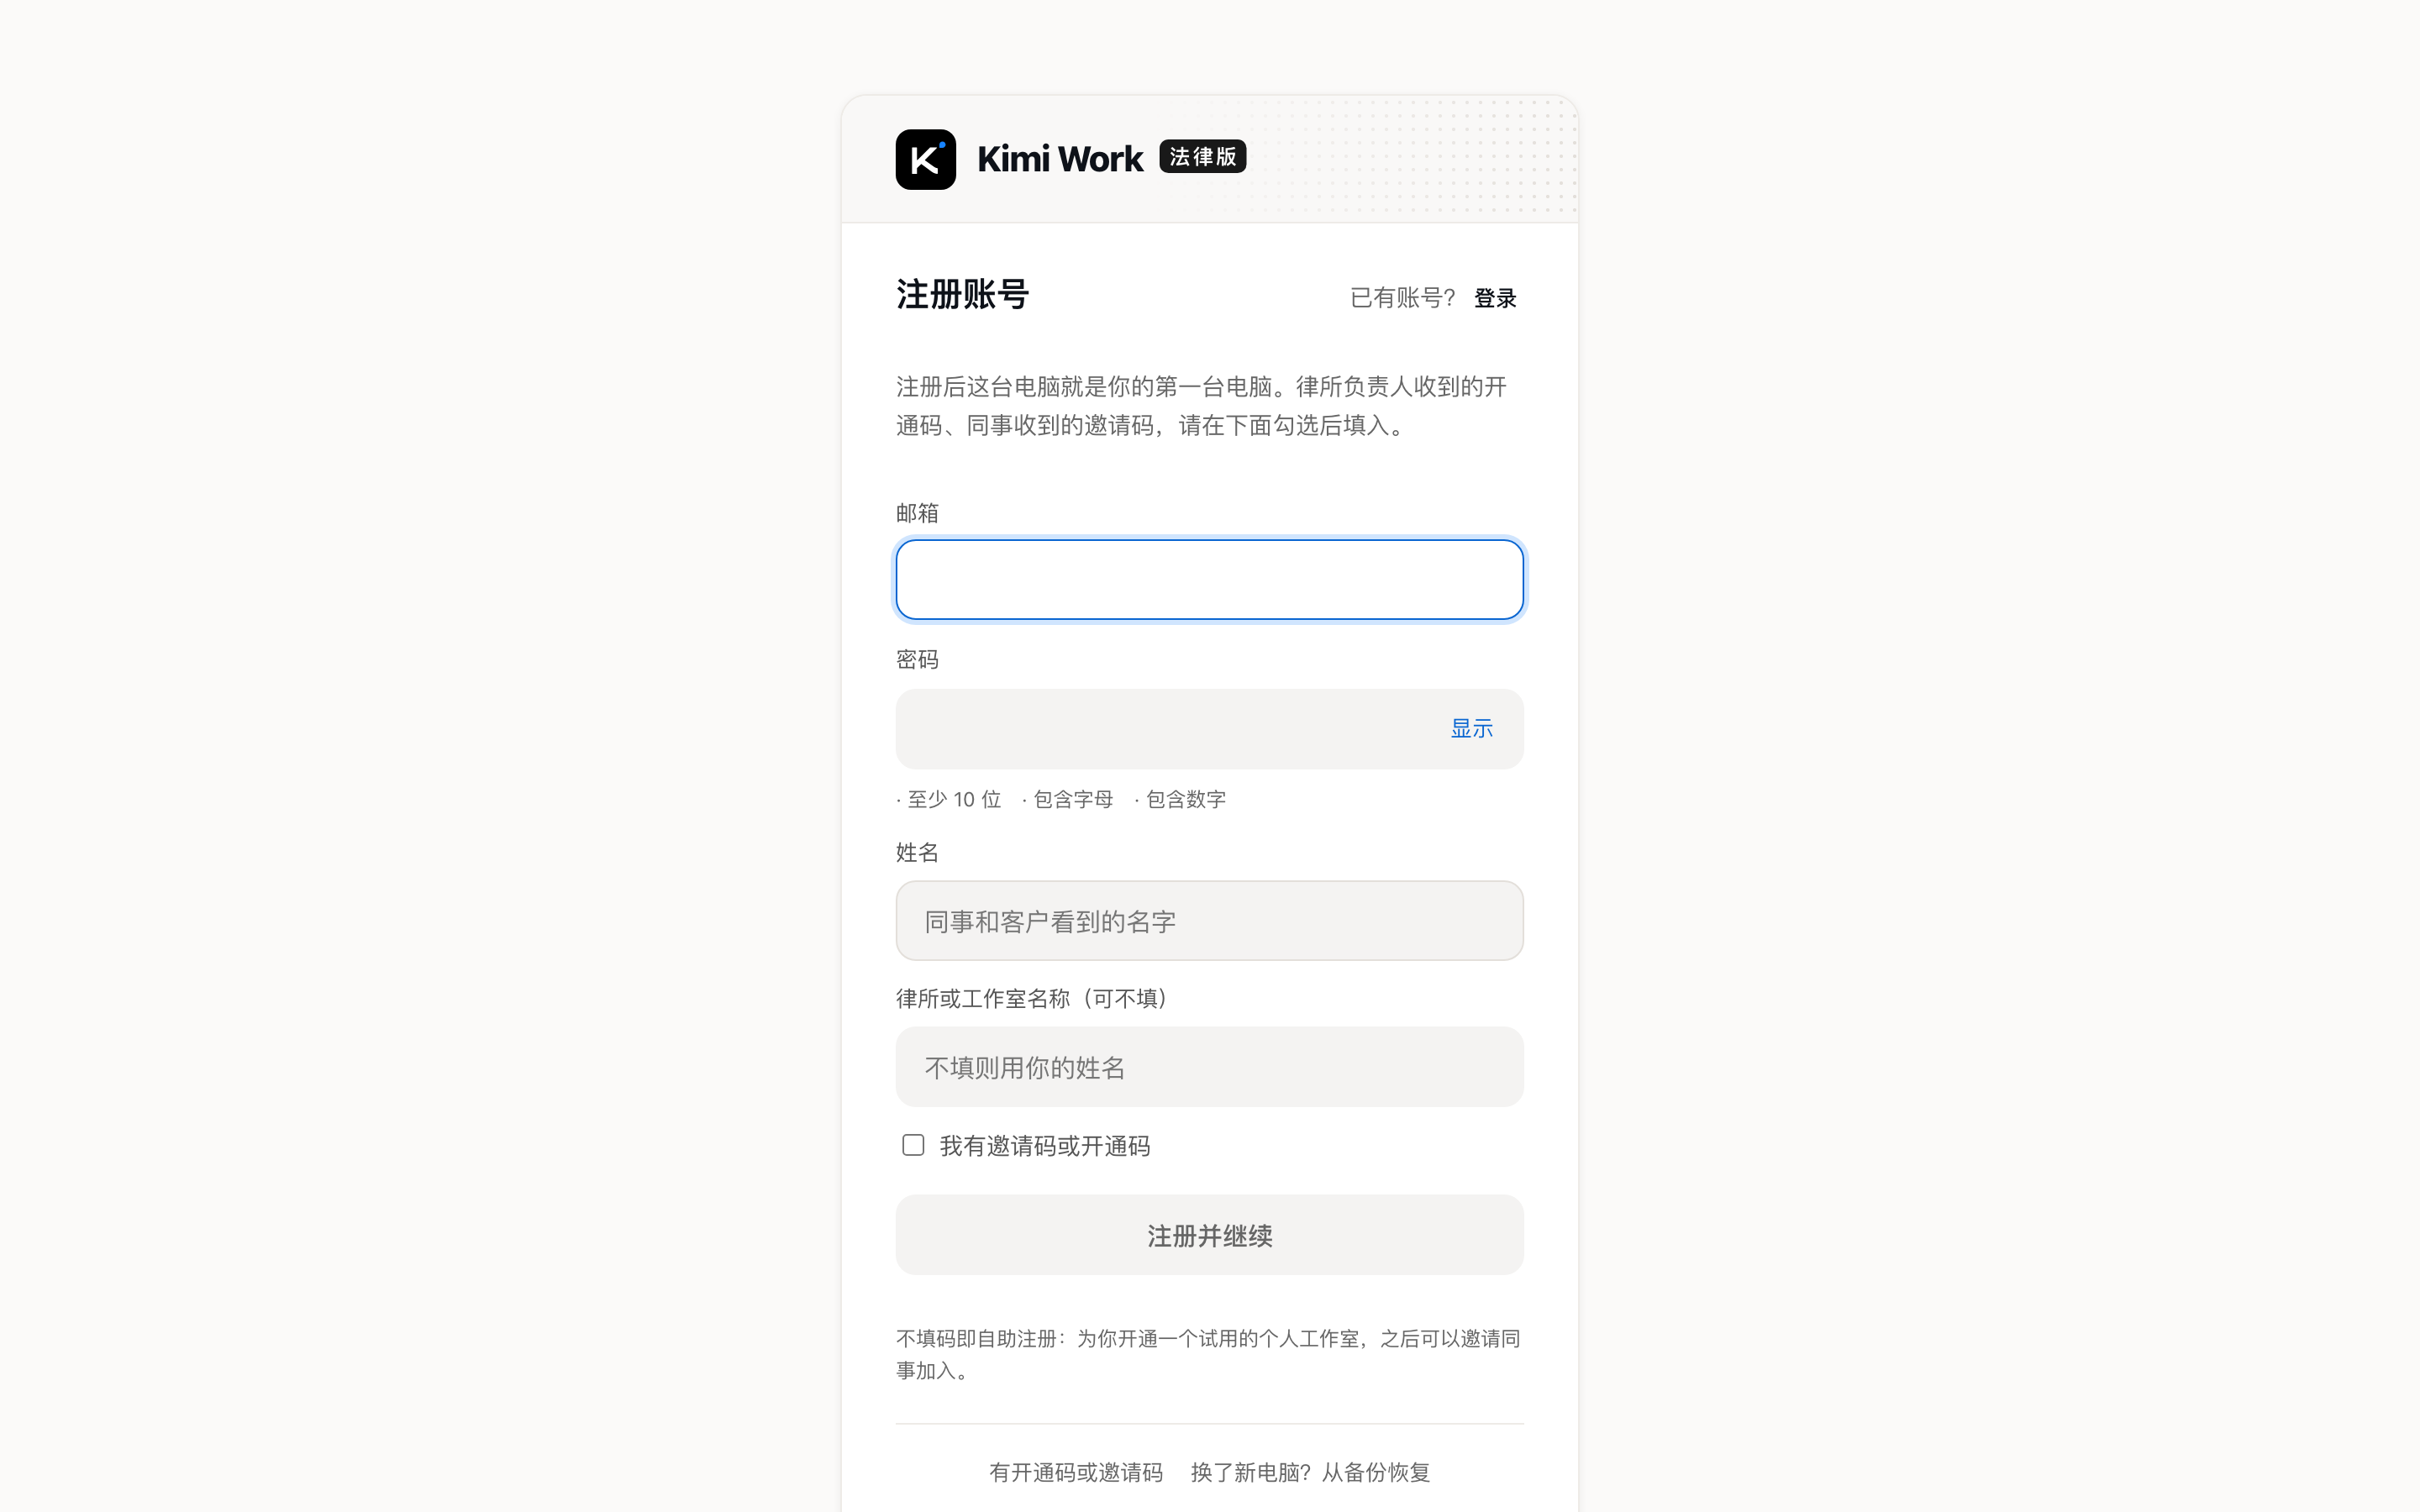 K
Kimi Work 法律版
注册账号
已有账号? 登录
注册后这台电脑就是你的第一台电脑。律所负责人收到的开
通码、同事收到的邀请码，请在下面勾选后填入。
邮箱
密码
显示
· 至少 10 位 · 包含字母 · 包含数字
姓名
同事和客户看到的名字
律所或工作室名称（可不填）
不填则用你的姓名
我有邀请码或开通码
注册并继续
不填码即自助注册：为你开通一个试用的个人工作室，之后可以邀请同
事加入。
有开通码或邀请码 换了新电脑？从备份恢复